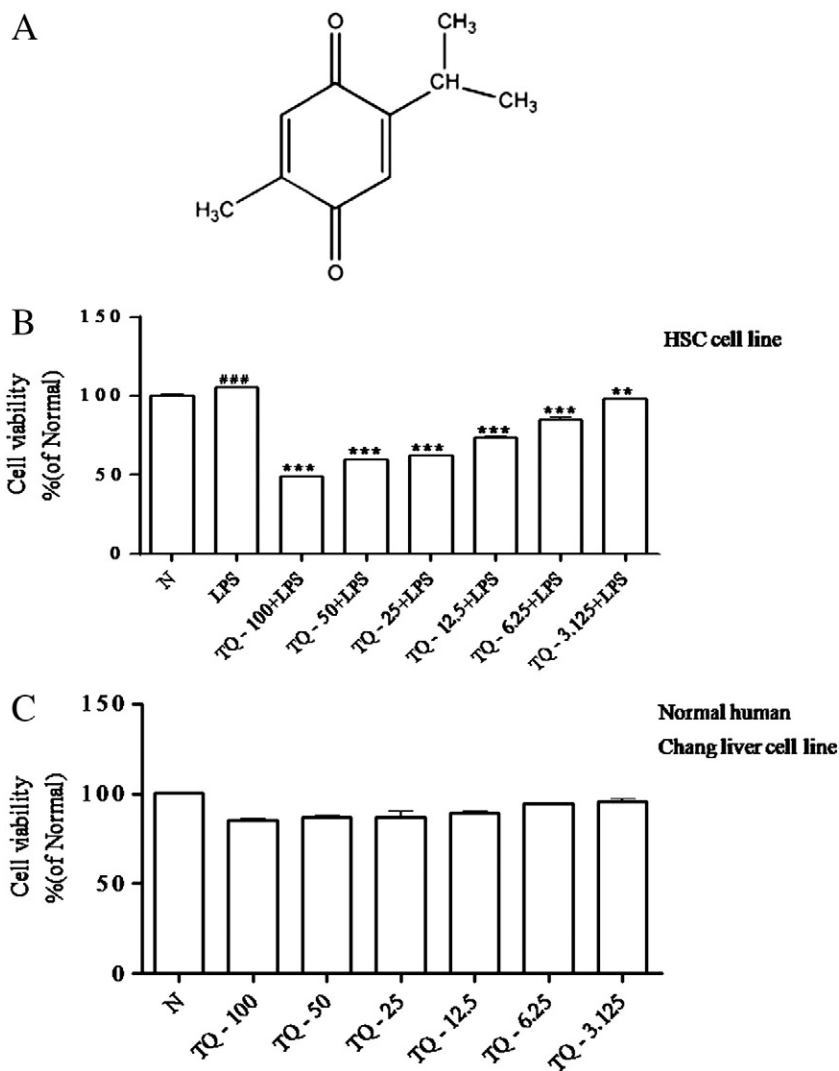 A
O
CH3
CH
CH3
H3C
O
B
HSC cell line
Cell viability
%(of Normal)
150
100
50
0
###
***
***
***
***
***
**
N
LPS
TQ - 100+LPS
TQ - 50+LPS
TQ - 25+LPS
TQ - 12.5+LPS
TQ - 6.25+LPS
TQ - 3.125+LPS
C
Normal human
Chang liver cell line
Cell viability
%(of Normal)
150
100
50
0
N
TQ - 100
TQ - 50
TQ - 25
TQ - 12.5
TQ - 6.25
TQ - 3.125